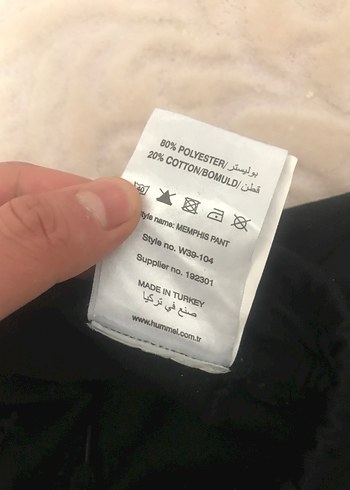 80% POLYESTER/ بوليستر
20% COTTON/BOMULD/ قطن
name: MEMPHIS PANT
Style no. W39-104
Supplier no. 192301
MADE IN TURKEY
صنع في تركيا
www.hummel.com.tr